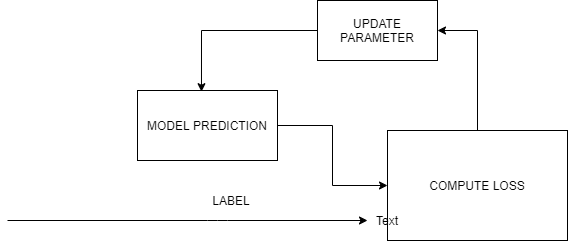 UPDATE
PARAMETER
MODEL PREDICTION
COMPUTE LOSS
LABEL
Text